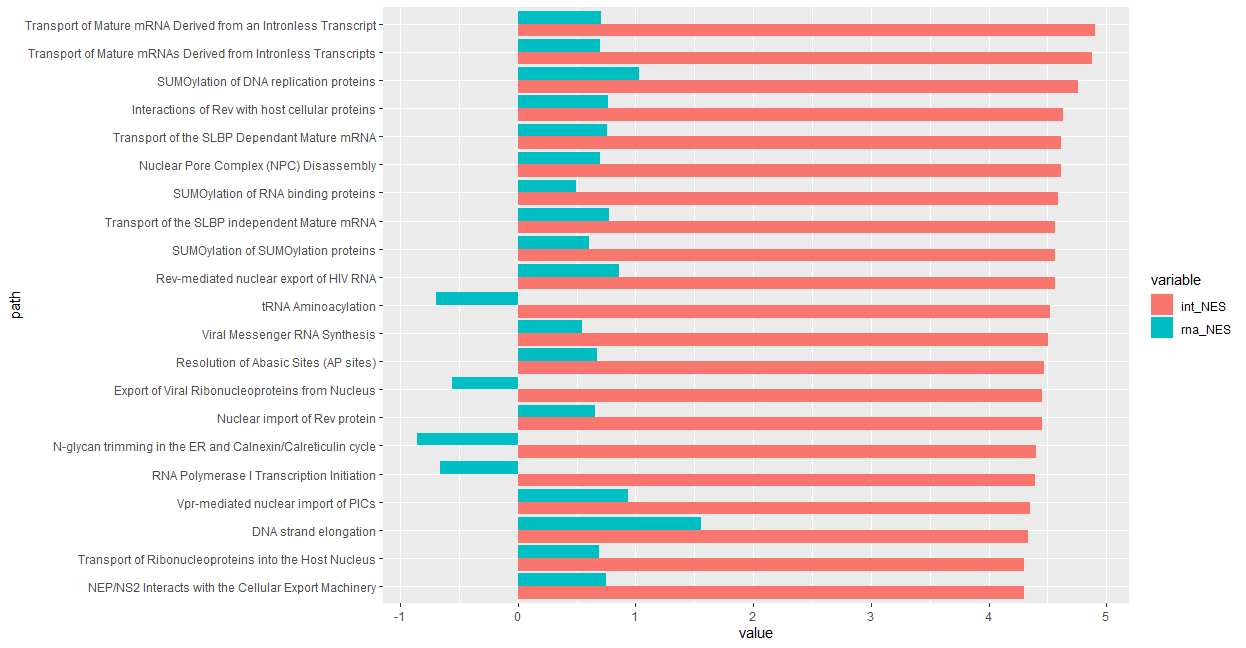 Transport of Mature mRNA Derived from an Intronless Transcript
Transport of Mature mRNAs Derived from Intronless Transcripts
SUMOylation of DNA replication proteins
Interactions of Rev with host cellular proteins
Transport of the SLBP Dependant Mature mRNA
Nuclear Pore Complex (NPC) Disassembly
SUMOylation of RNA binding proteins
Transport of the SLBP independent Mature mRNA
SUMOylation of SUMOylation proteins
Rev-mediated nuclear export of HIV RNA
tRNA Aminoacylation
Viral Messenger RNA Synthesis
Resolution of Abasic Sites (AP sites)
Export of Viral Ribonucleoproteins from Nucleus
Nuclear import of Rev protein
N-glycan trimming in the ER and Calnexin/Calreticulin cycle
RNA Polymerase I Transcription Initiation
Vpr-mediated nuclear import of PICs
DNA strand elongation
Transport of Ribonucleoproteins into the Host Nucleus
NEP/NS2 Interacts with the Cellular Export Machinery
path
-1 0 1 2 3 4 5
value
variable
int_NES
rna_NES